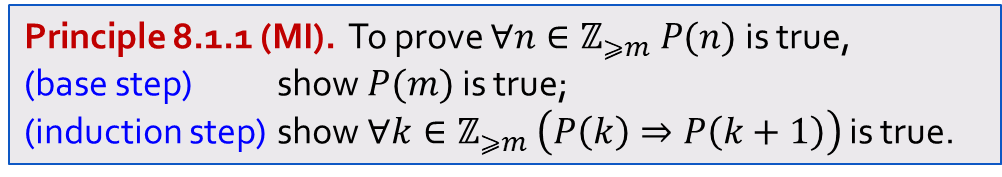 Principle 8.1.1 (MI). To prove ∀n ∈ ℤ⩾m P(n) is true,
(base step) show P(m) is true;
(induction step) show ∀k ∈ ℤ⩾m (P(k) ⇒ P(k + 1)) is true.